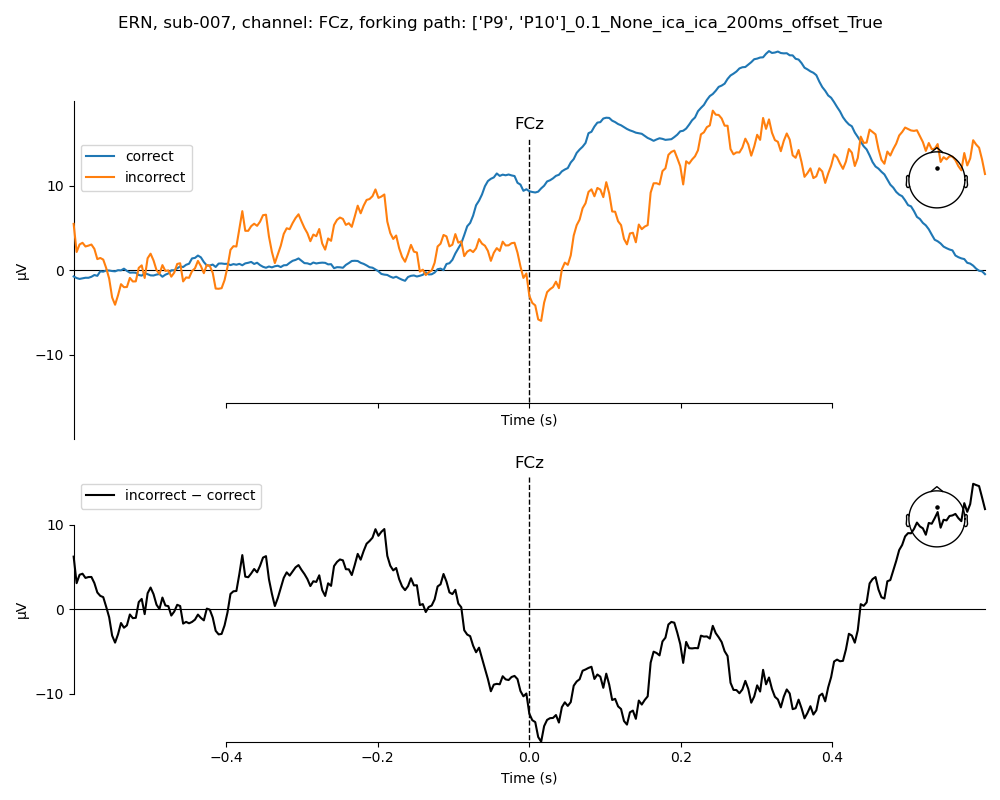 ERN, sub-007, channel: FCz, forking path: ['P9', 'P10']_0.1_None_ica_ica_200ms_offset_True
FCz
correct
incorrect
10
0
−10
µV
Time (s)
FCz
incorrect − correct
10
0
−10
µV
−0.4
−0.2
0.0
0.2
0.4
Time (s)